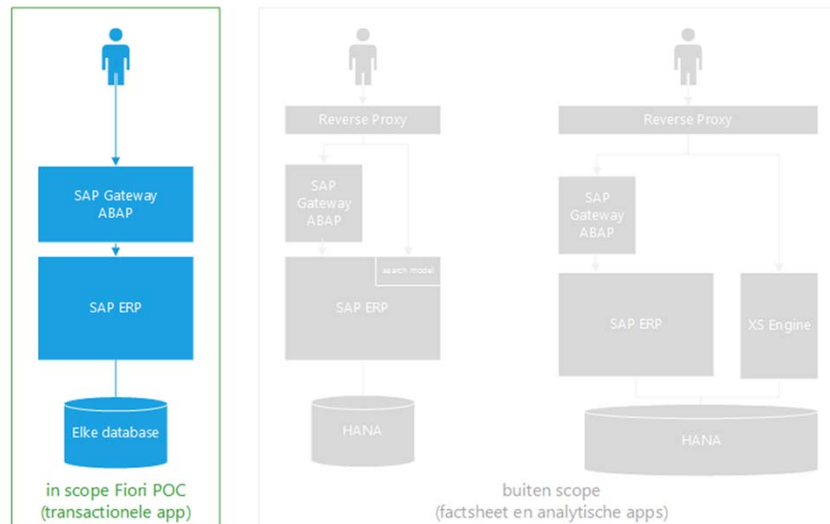 SAP Gateway
ABAP
SAP ERP
Elke database
in scope Fiori POC
(transactionele app)
Reverse Proxy
SAP
Gateway
ABAP
search model
SAP ERP
HANA
Reverse Proxy
SAP
Gateway
ABAP
SAP ERP
XS Engine
HANA
buiten scope
(factsheet en analytische apps)